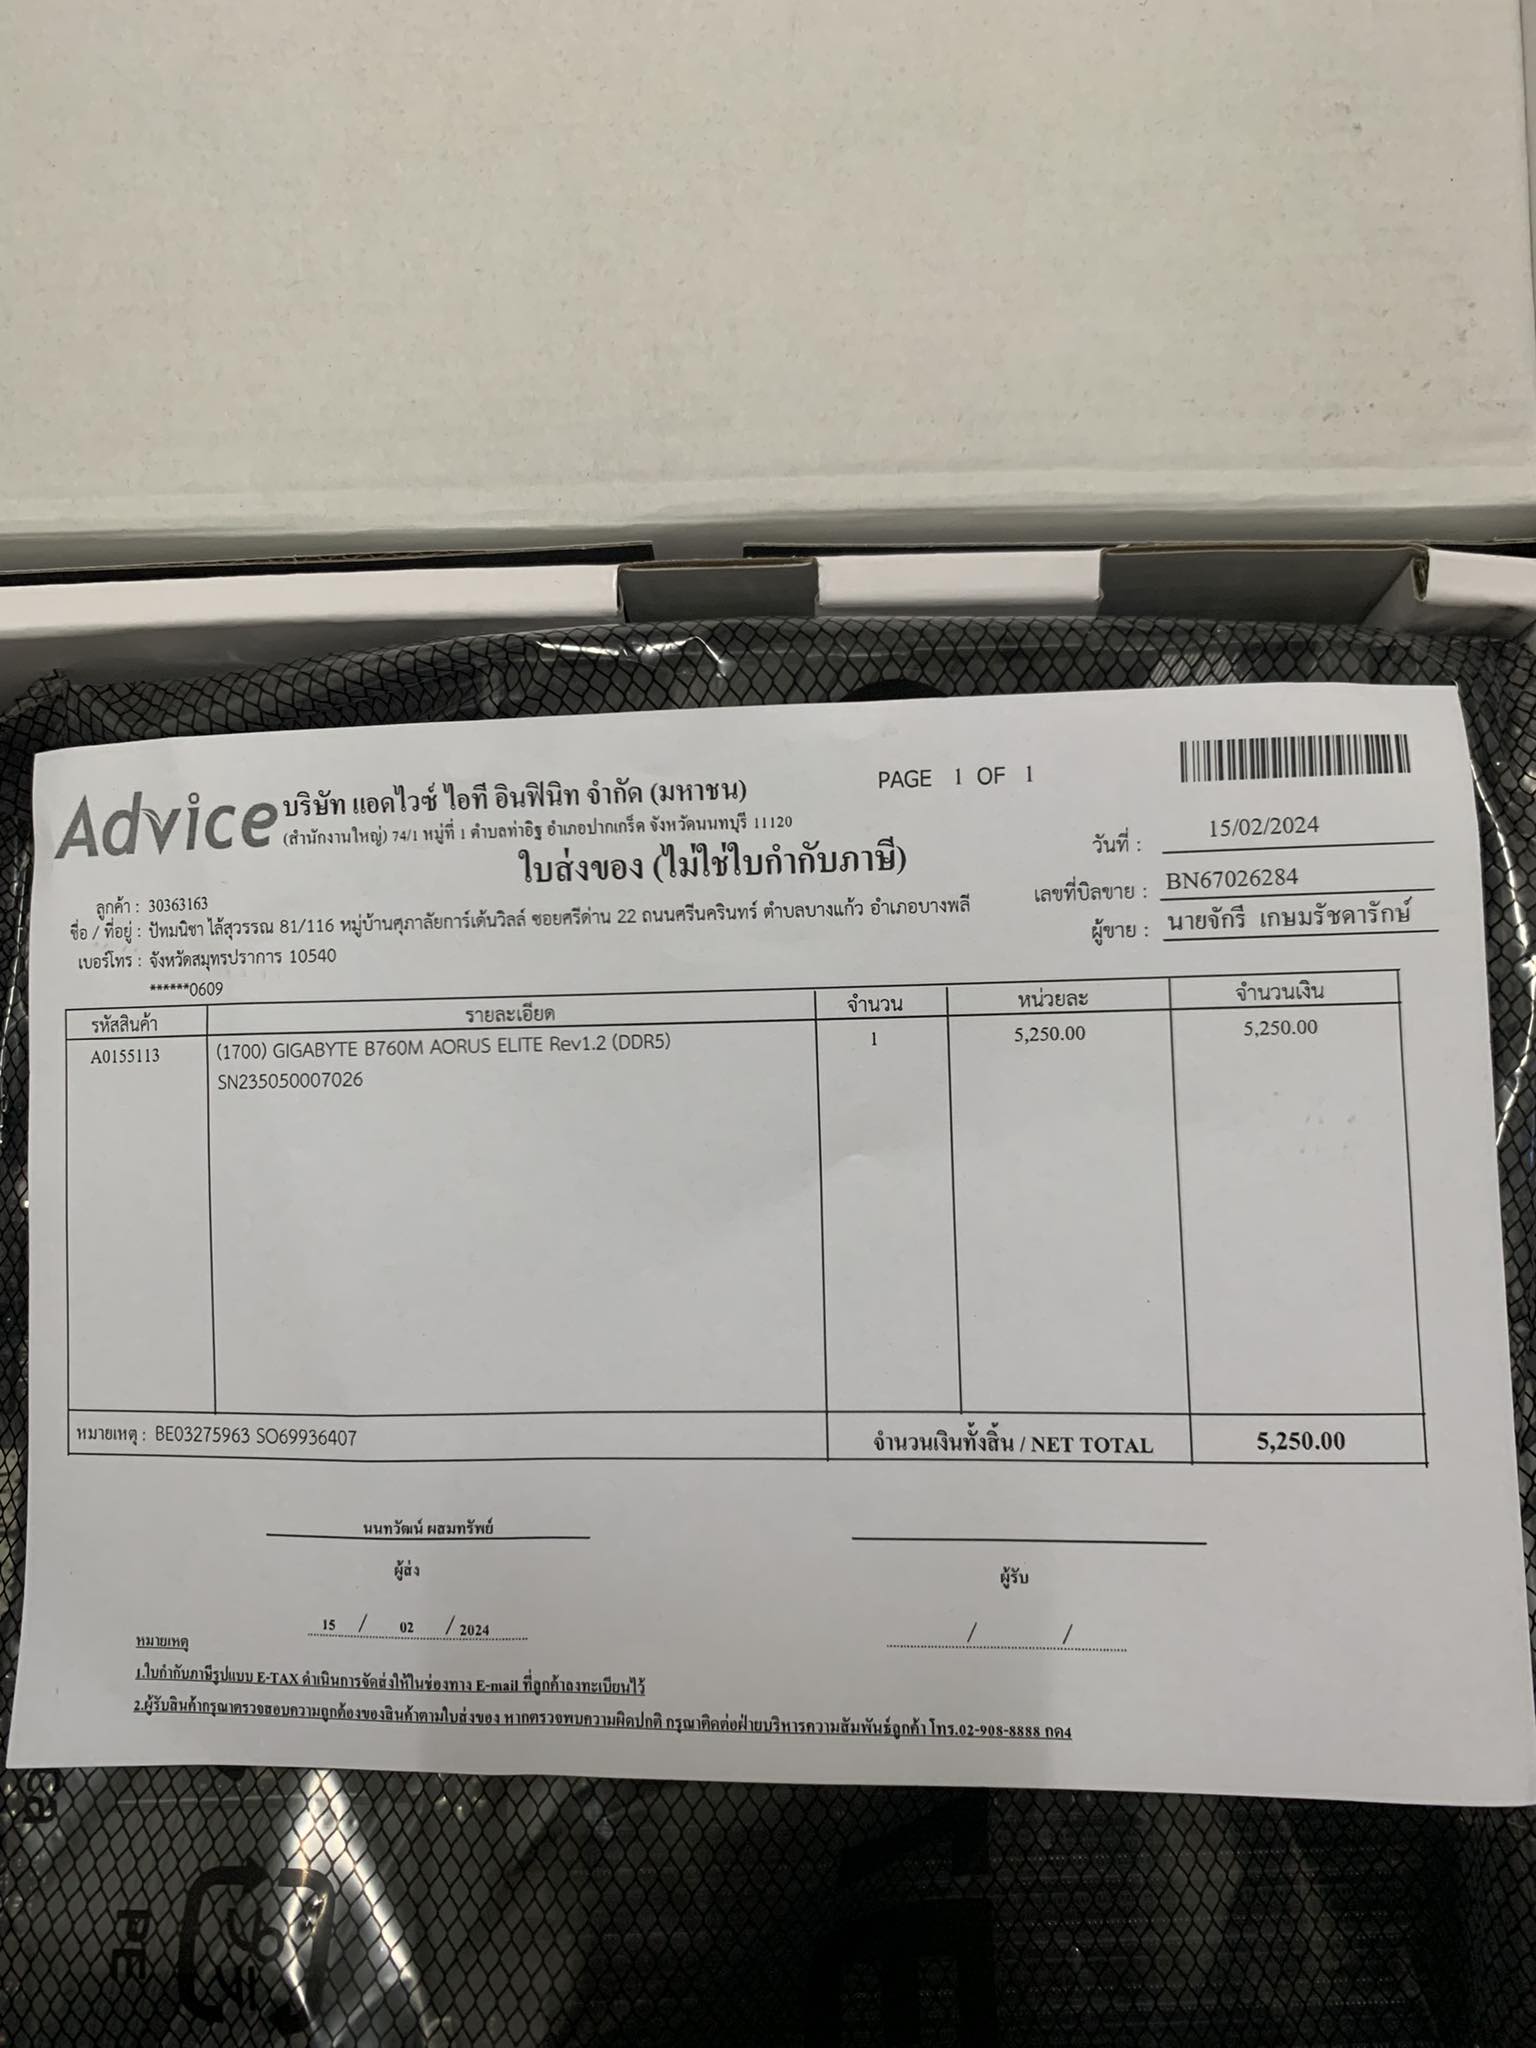 Advice
บริษัท แอดไวซ์ ไอที อินฟินิท จำกัด (มหาชน)
(สำนักงานใหญ่) 74/1 หมู่ที่ 1 ตำบลท่าอิฐ อำเภอปากเกร็ด จังหวัดนนทบุรี 11120
ใบส่งของ (ไม่ใช่ใบกำกับภาษี)
PAGE 1 OF 1
วันที่ : 15/02/2024
เลขที่บิลขาย : BN67026284
ผู้ขาย : นายจักรี เกษมรัชดารักษ์
ลูกค้า : 30363163
ชื่อ / ที่อยู่ : ปัทมนิชา ไล้สุวรรณ 81/116 หมู่บ้านศุภาลัยการ์เด้นวิลล์ ซอยศรีด่าน 22 ถนนศรีนครินทร์ ตำบลบางแก้ว อำเภอบางพลี
เบอร์โทร : จังหวัดสมุทรปราการ 10540
******0609
รหัสสินค้า รายละเอียด จำนวน หน่วยละ จำนวนเงิน
A0155113 (1700) GIGABYTE B760M AORUS ELITE Rev1.2 (DDR5) 1 5,250.00 5,250.00
SN235050007026
หมายเหตุ : BE03275963 SO69936407 จำนวนเงินทั้งสิ้น / NET TOTAL 5,250.00
นนทวัฒน์ ผสมทรัพย์
ผู้ส่ง ผู้รับ
15 / 02 / 2024 / /
หมายเหตุ
1.ใบกำกับภาษีรูปแบบ E-TAX ดำเนินการจัดส่งให้ในช่องทาง E-mail ที่ลูกค้าลงทะเบียนไว้
2.ผู้รับสินค้ากรุณาตรวจสอบความถูกต้องของสินค้าตามใบส่งของ หากตรวจพบความผิดปกติ กรุณาติดต่อฝ่ายบริหารความสัมพันธ์ลูกค้า โทร.02-908-8888 กด4